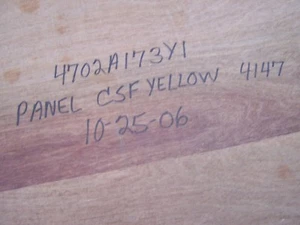 4702A173Y1
PANEL CSF YELLOW 4147
10-25-06